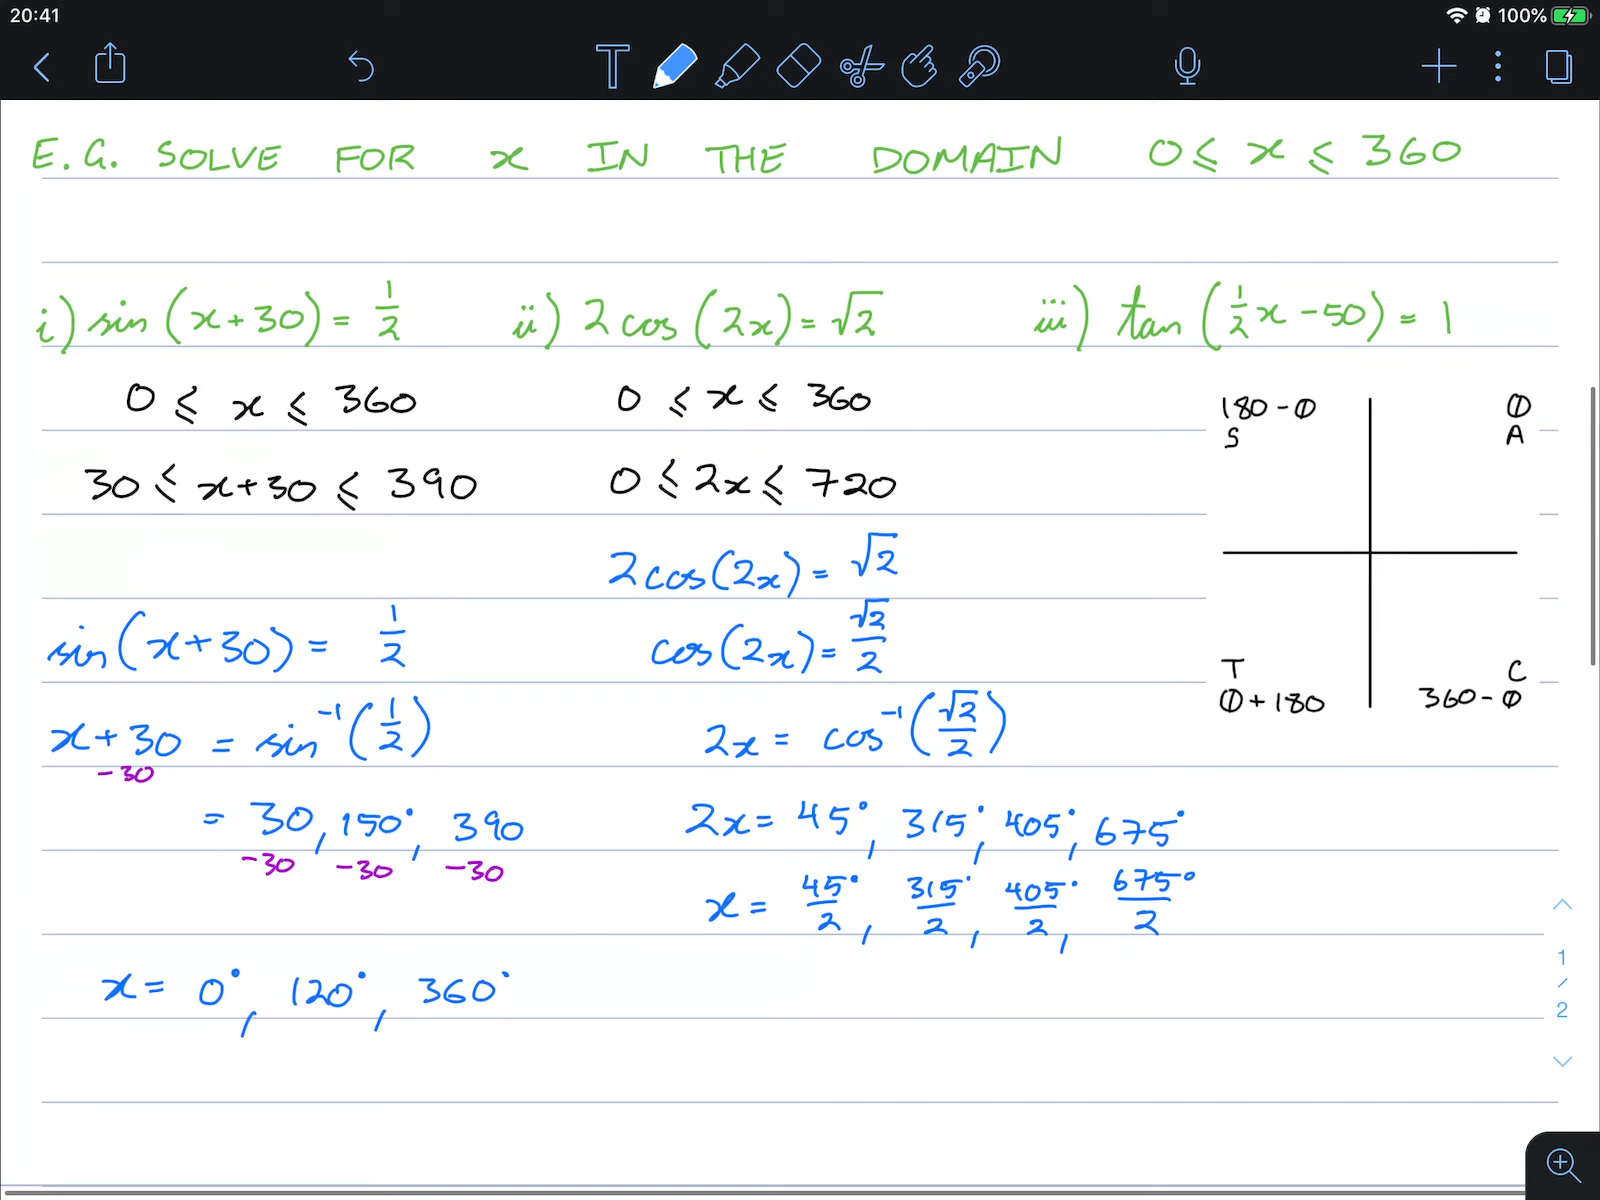 20:41 100%
E.G. SOLVE FOR x IN THE DOMAIN 0 ≤ x ≤ 360
i) sin (x+30) = 1/2 ii) 2cos (2x) = √2 iii) tan (1/2 x - 50) = 1
0 ≤ x ≤ 360
30 ≤ x+30 ≤ 390
sin (x+30) = 1/2
x+30 = sin⁻¹ (1/2)
-30
= 30, 150°, 390
-30 -30 -30
x = 0°, 120°, 360°
0 ≤ x ≤ 360
0 ≤ 2x ≤ 720
2cos(2x) = √2
cos(2x) = √2/2
2x = cos⁻¹ (√2/2)
2x = 45°, 315°, 405°, 675°
x = 45°/2, 315°/2, 405°/2, 675°/2
180 - θ θ
S A
T C
θ + 180 360 - θ
1
/
2